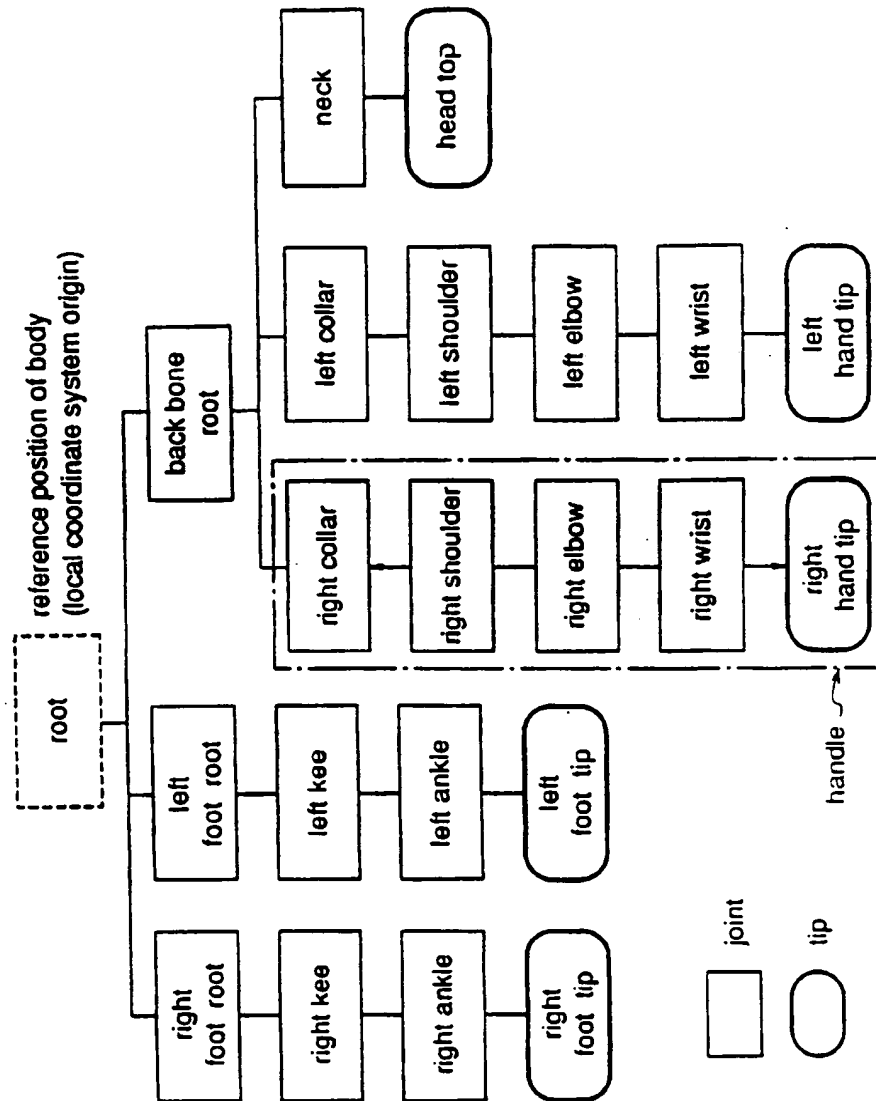 root
reference position of body
(local coordinate system origin)
right
foot root
left
foot root
back bone
root
right kee
left kee
right collar
left collar
neck
right ankle
left ankle
right shoulder
left shoulder
head top
right
foot tip
left
foot tip
right elbow
left elbow
right wrist
left wrist
right
hand tip
left
hand tip
handle
joint
tip